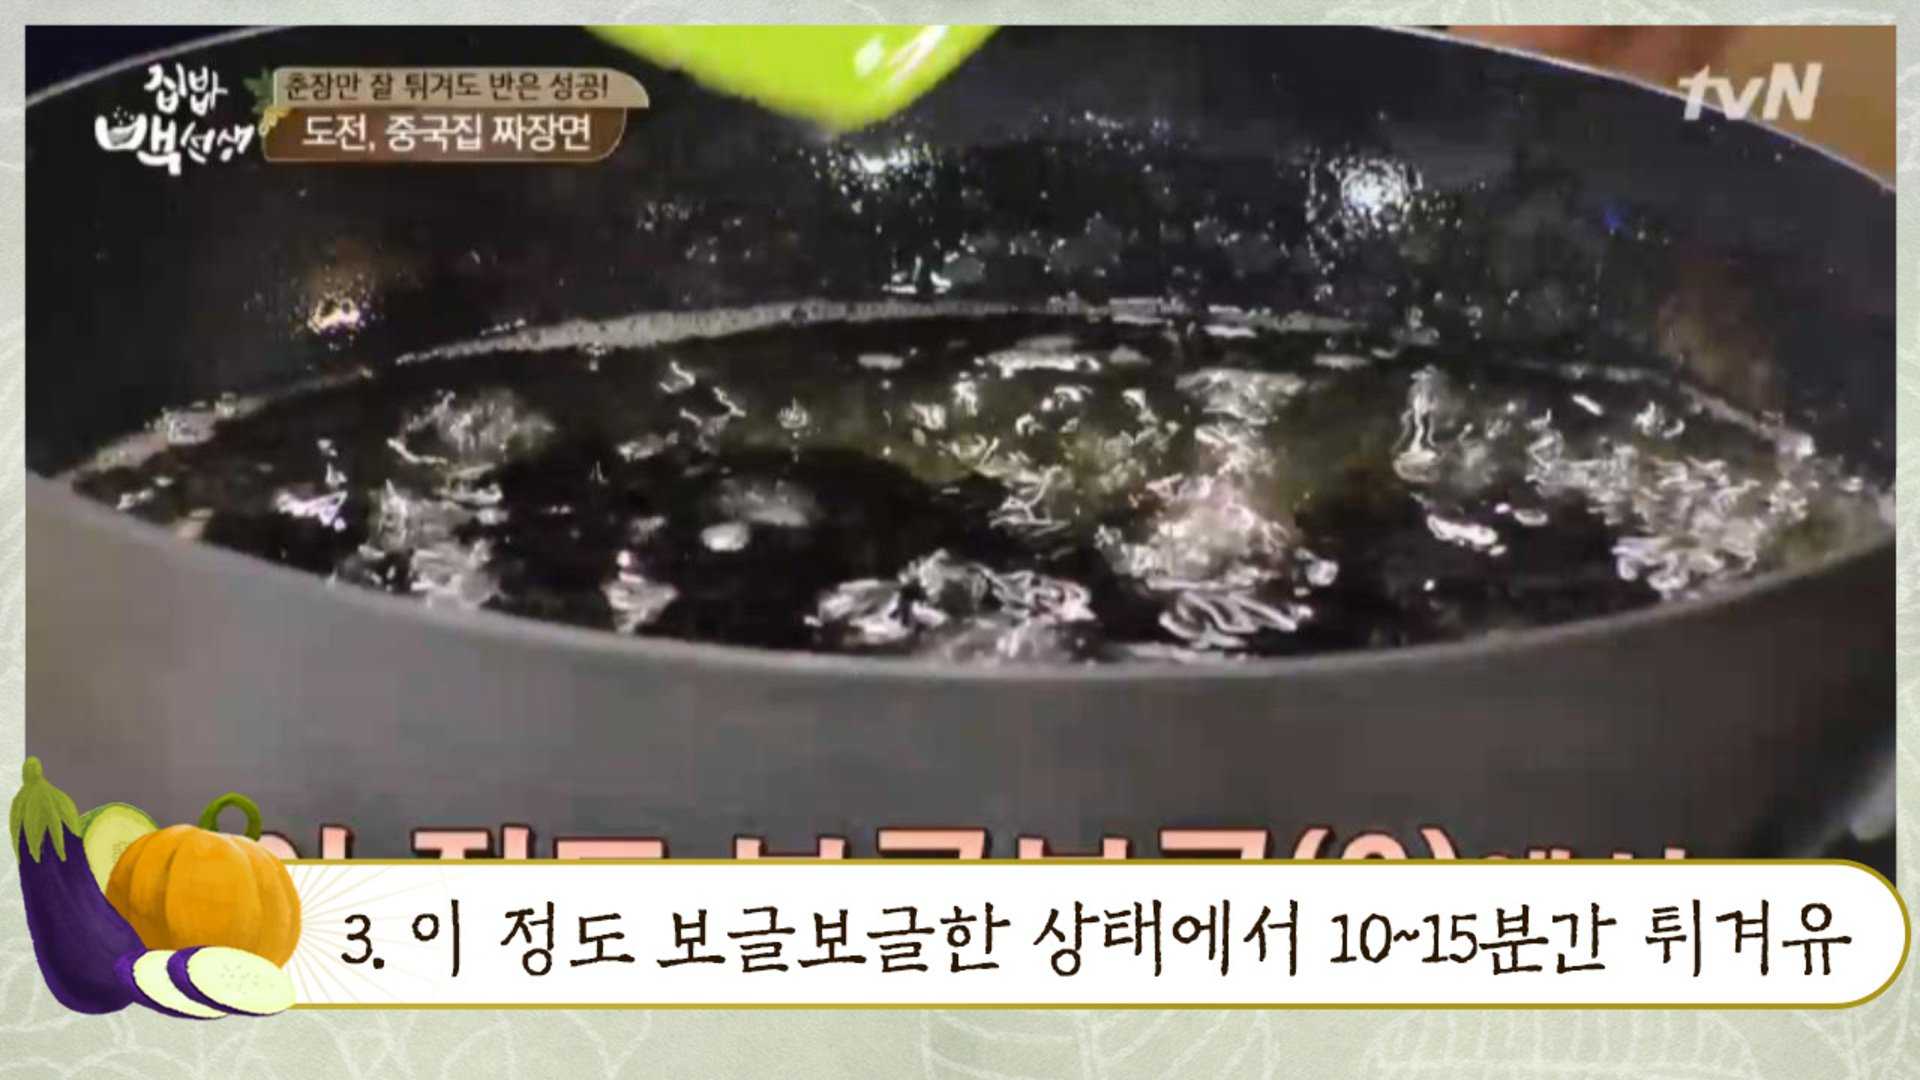 집밥
백선생
춘장만 잘 튀겨도 반은 성공!
도전, 중국집 짜장면
tvN
3. 이 정도 보글보글한 상태에서 10~15분간 튀겨유